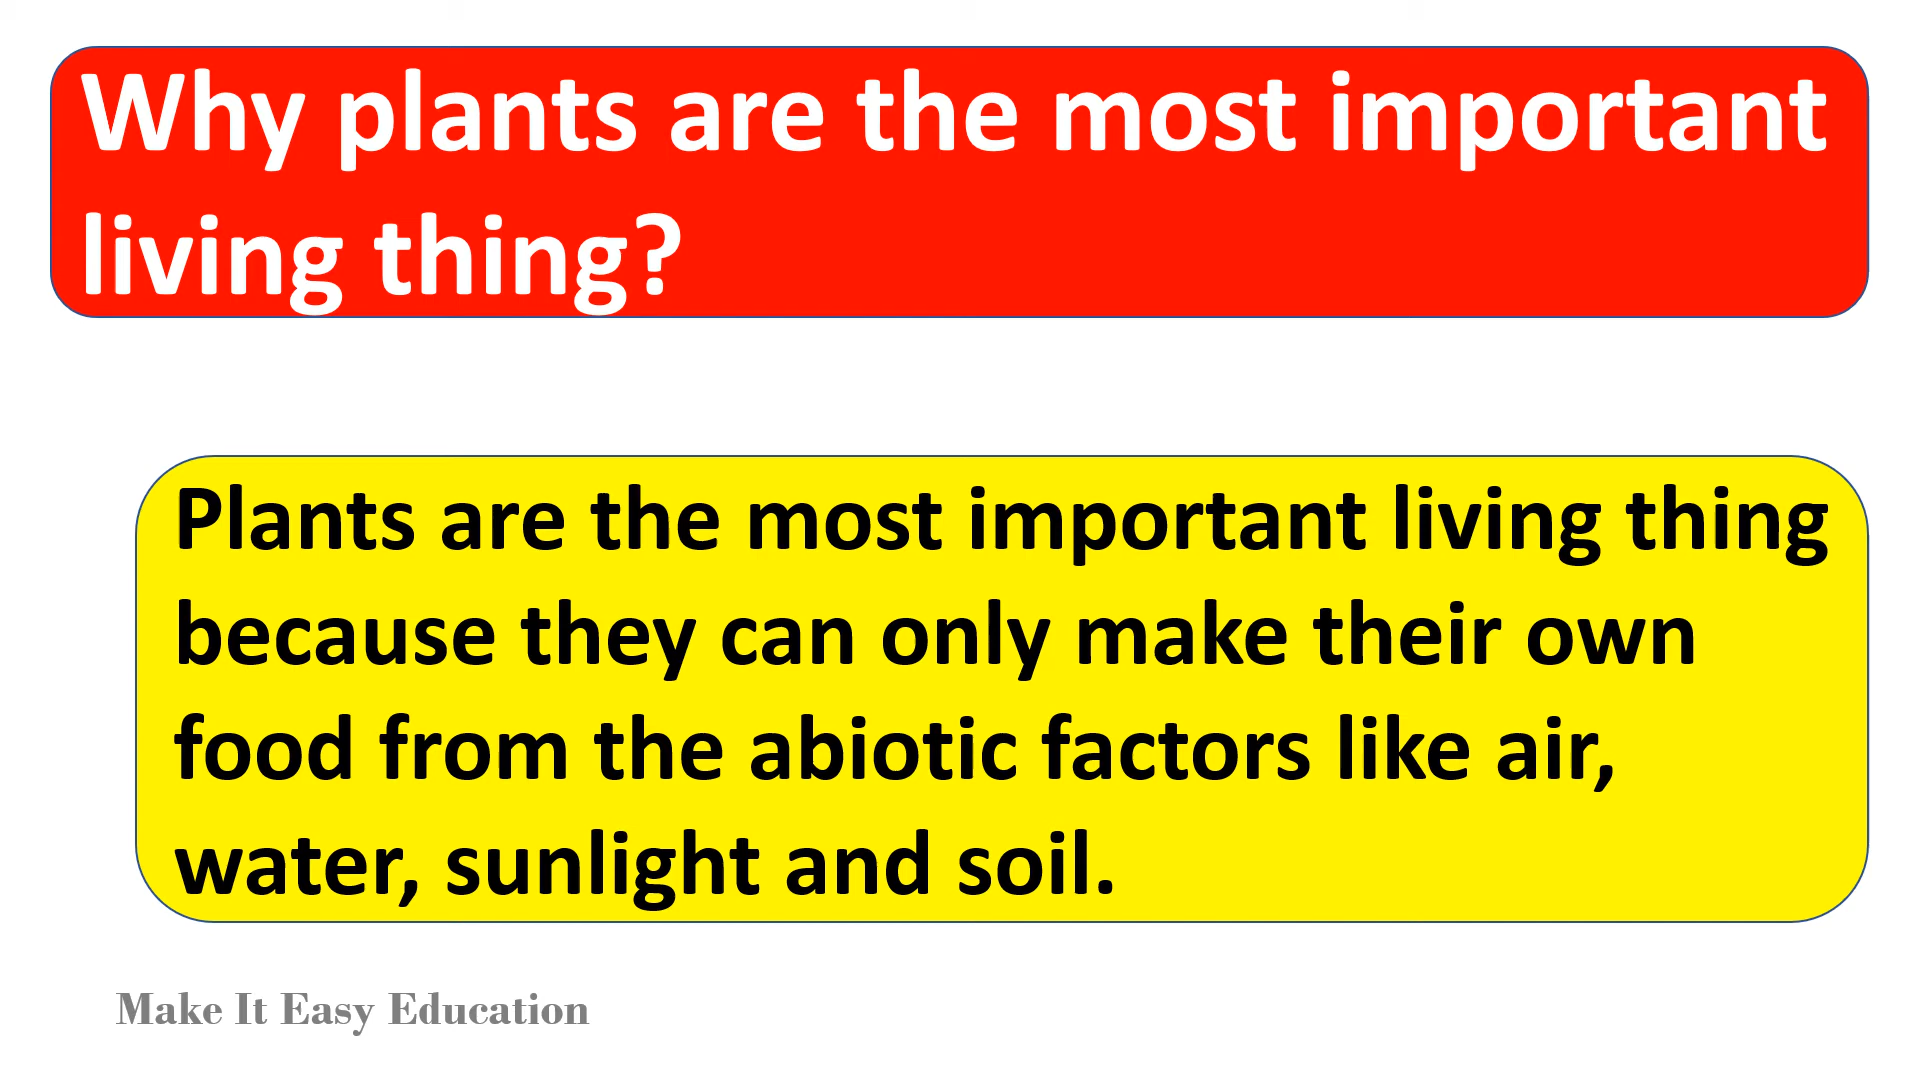 Why plants are the most important
living thing?
Plants are the most important living thing
because they can only make their own
food from the abiotic factors like air,
water, sunlight and soil.
Make It Easy Education